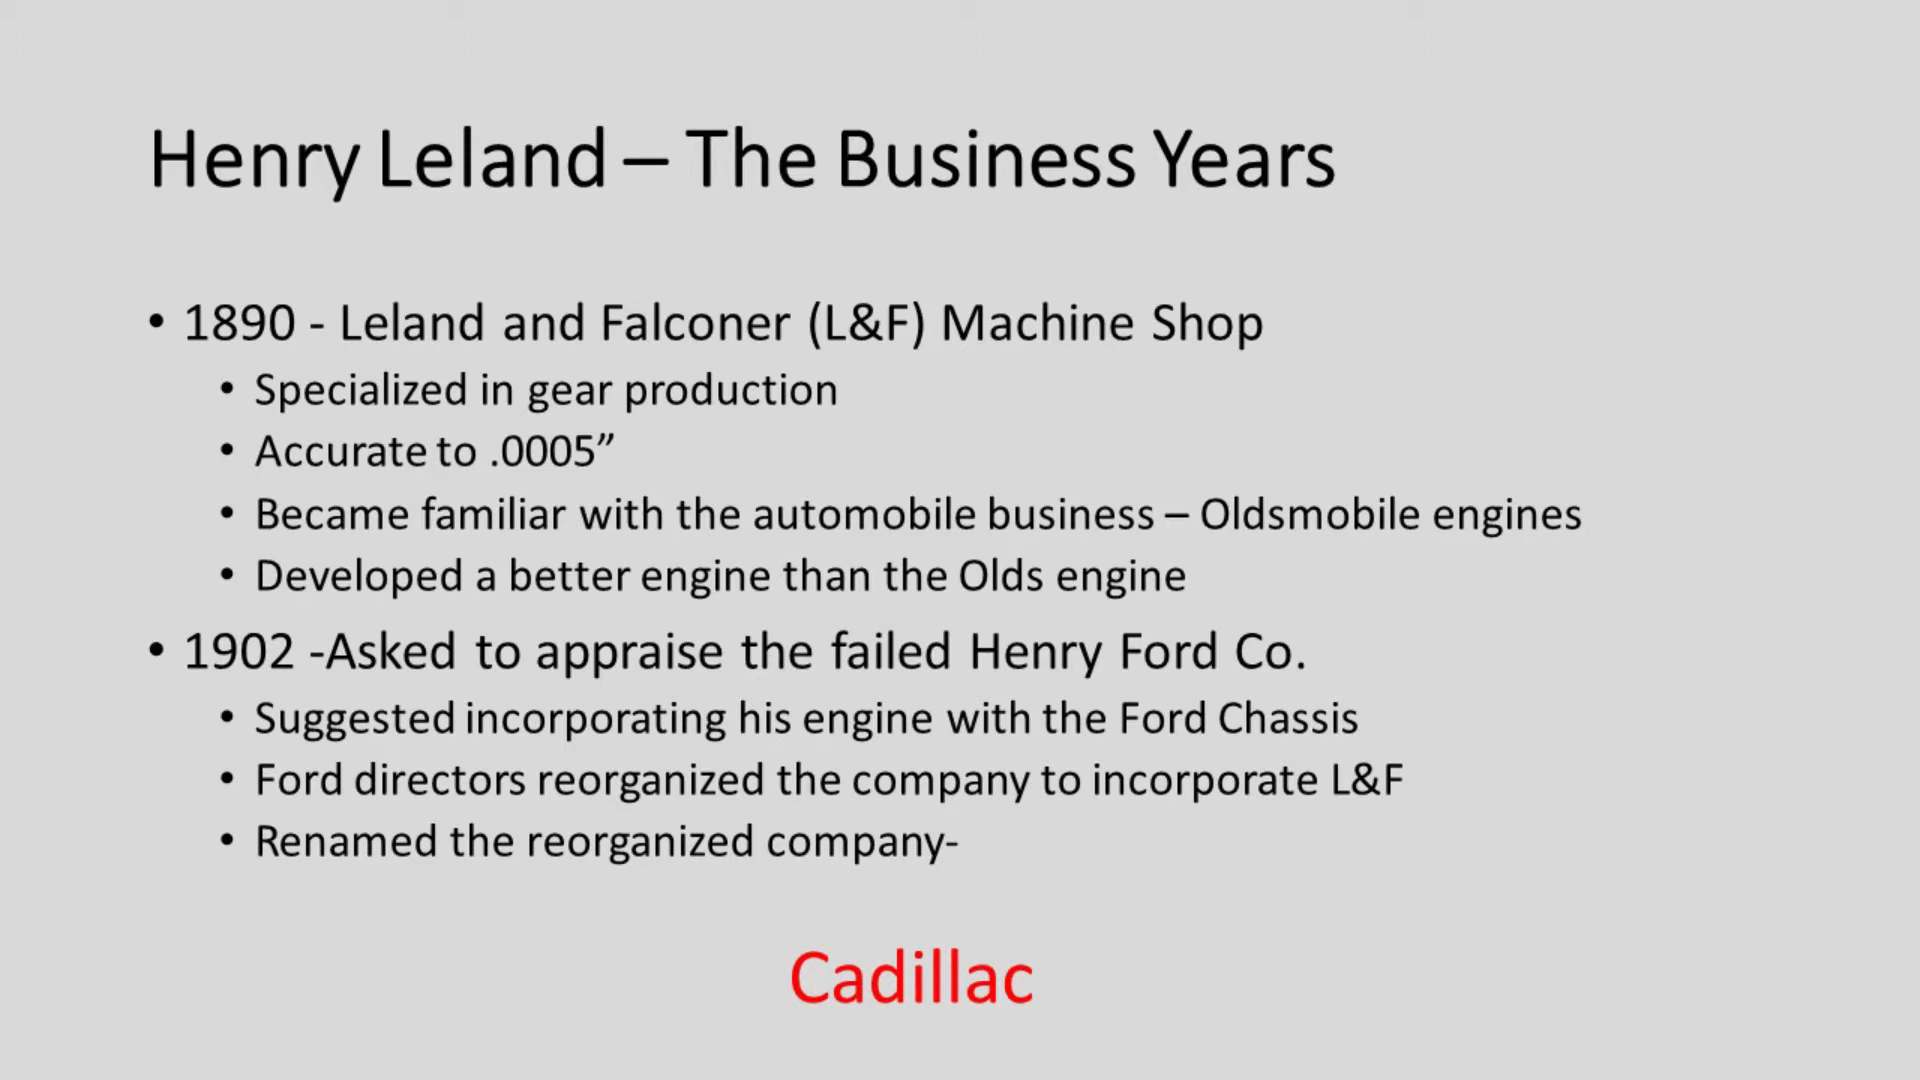 Henry Leland – The Business Years
• 1890 - Leland and Falconer (L&F) Machine Shop
• Specialized in gear production
• Accurate to .0005”
• Became familiar with the automobile business – Oldsmobile engines
• Developed a better engine than the Olds engine
• 1902 -Asked to appraise the failed Henry Ford Co.
• Suggested incorporating his engine with the Ford Chassis
• Ford directors reorganized the company to incorporate L&F
• Renamed the reorganized company-
Cadillac